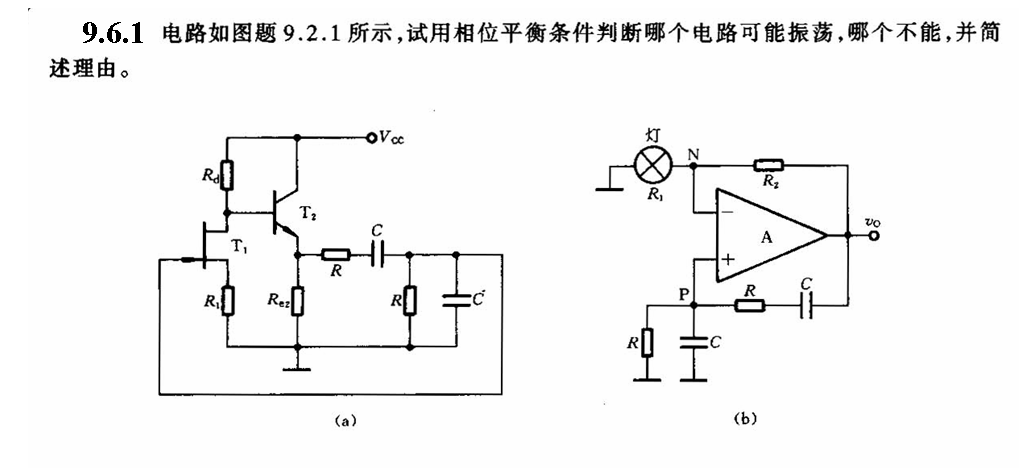 9.6.1 电路如图题9.2.1所示,试用相位平衡条件判断哪个电路可能振荡,哪个不能,并简
述理由。
Vcc
Rd
T₂
T₁
C
R
R₁
Re2
R
C
(a)
灯
N
R₁
R₂
−
A
vo
+
P
R
C
R
C
(b)